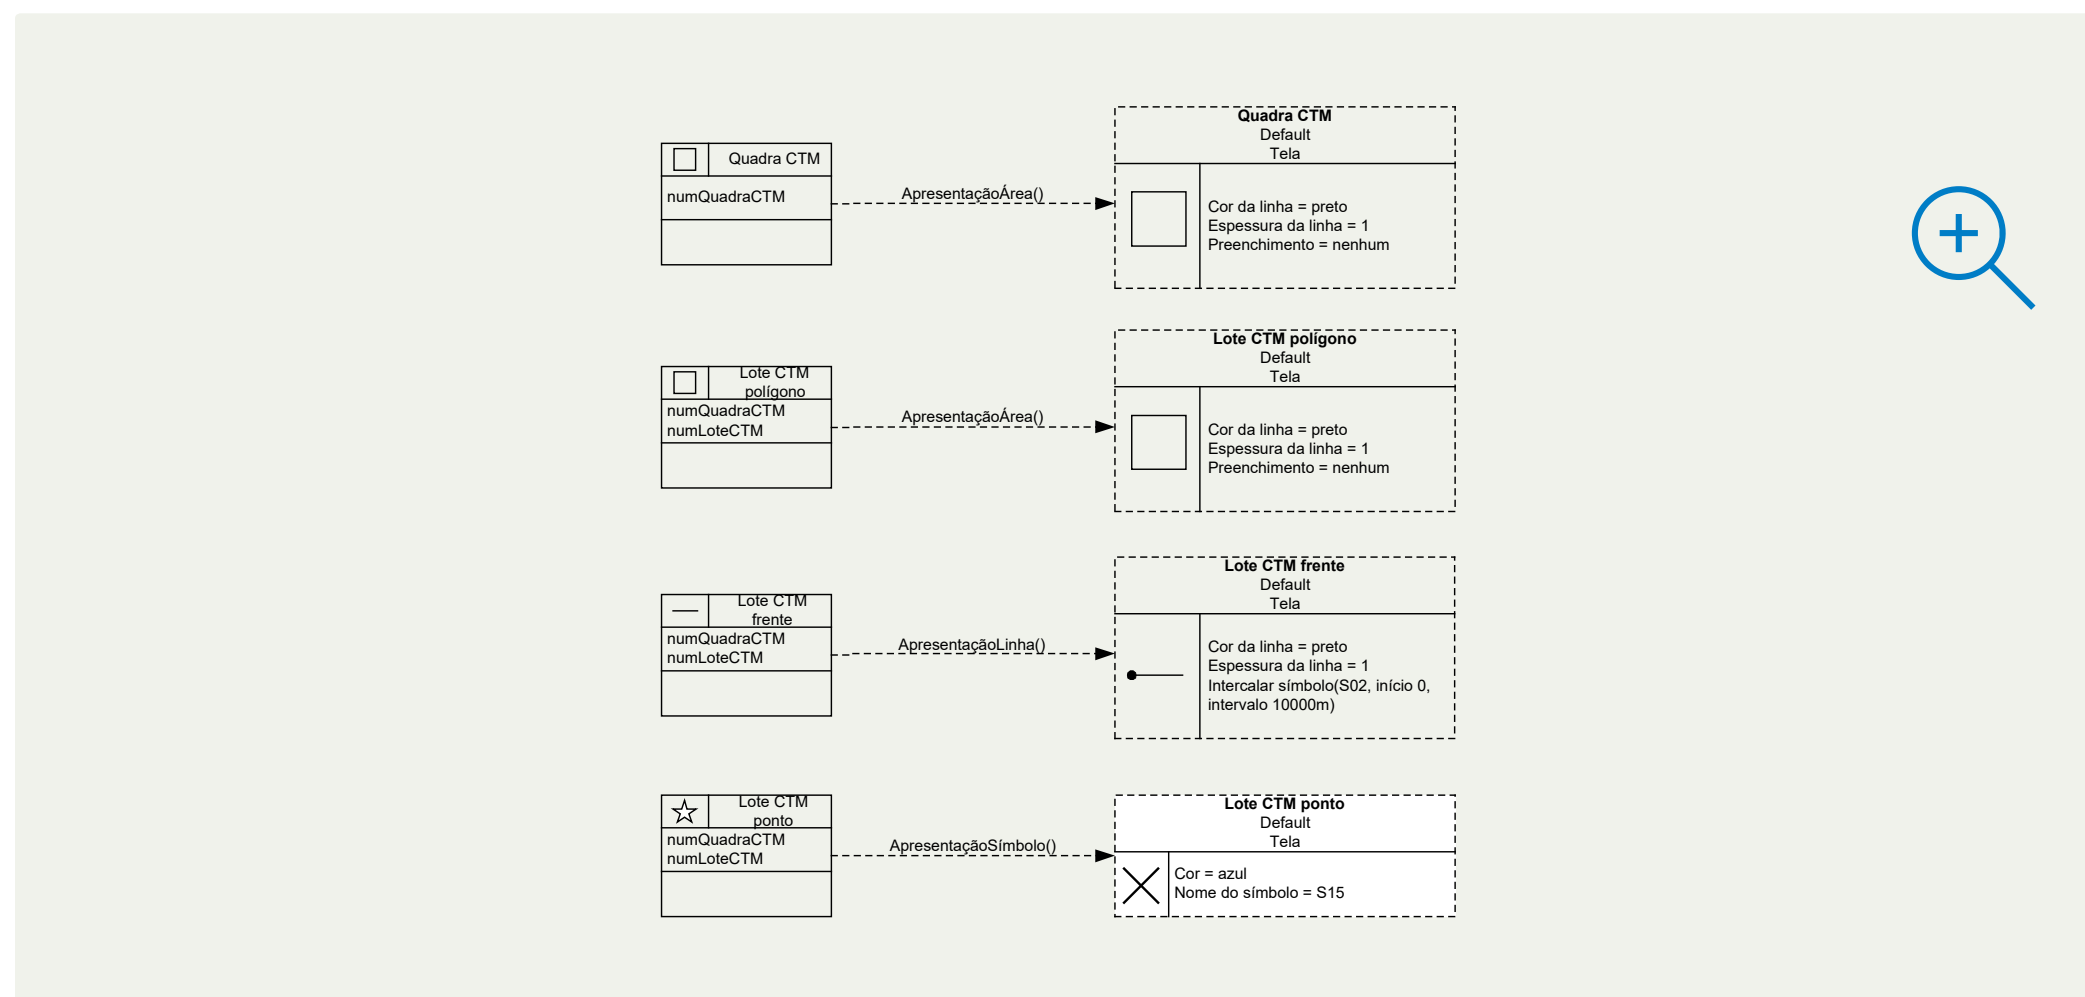 Quadra CTM
numQuadraCTM
ApresentaçãoÁrea()
Quadra CTM
Default
Tela
Cor da linha = preto
Espessura da linha = 1
Preenchimento = nenhum
Lote CTM
polígono
numQuadraCTM
numLoteCTM
ApresentaçãoÁrea()
Lote CTM polígono
Default
Tela
Cor da linha = preto
Espessura da linha = 1
Preenchimento = nenhum
Lote CTM
frente
numQuadraCTM
numLoteCTM
ApresentaçãoLinha()
Lote CTM frente
Default
Tela
Cor da linha = preto
Espessura da linha = 1
Intercalar símbolo(S02, início 0,
intervalo 10000m)
Lote CTM
ponto
numQuadraCTM
numLoteCTM
ApresentaçãoSímbolo()
Lote CTM ponto
Default
Tela
Cor = azul
Nome do símbolo = S15